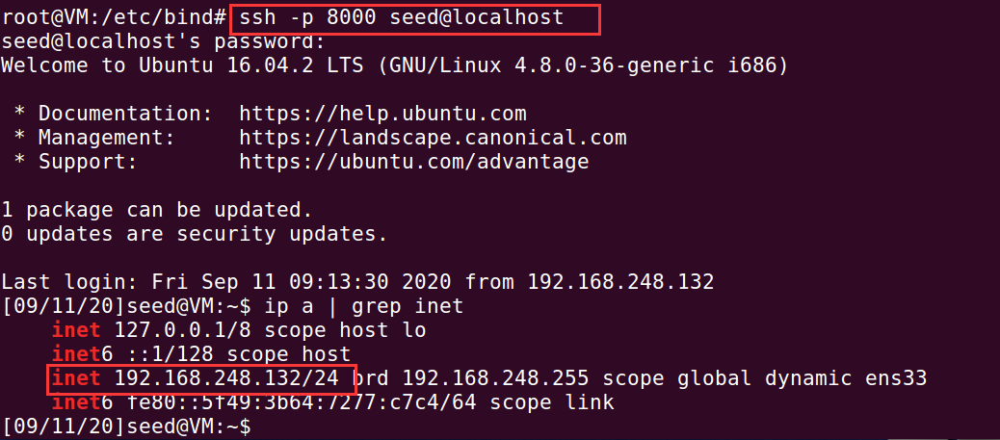 root@VM:/etc/bind# ssh -p 8000 seed@localhost
seed@localhost's password:
Welcome to Ubuntu 16.04.2 LTS (GNU/Linux 4.8.0-36-generic i686)
* Documentation:  https://help.ubuntu.com
* Management:     https://landscape.canonical.com
* Support:        https://ubuntu.com/advantage
1 package can be updated.
0 updates are security updates.
Last login: Fri Sep 11 09:13:30 2020 from 192.168.248.132
[09/11/20]seed@VM:~$ ip a | grep inet
inet 127.0.0.1/8 scope host lo
inet6 ::1/128 scope host
inet 192.168.248.132/24 brd 192.168.248.255 scope global dynamic ens33
inet6 fe80::5f49:3b64:7277:c7c4/64 scope link
[09/11/20]seed@VM:~$